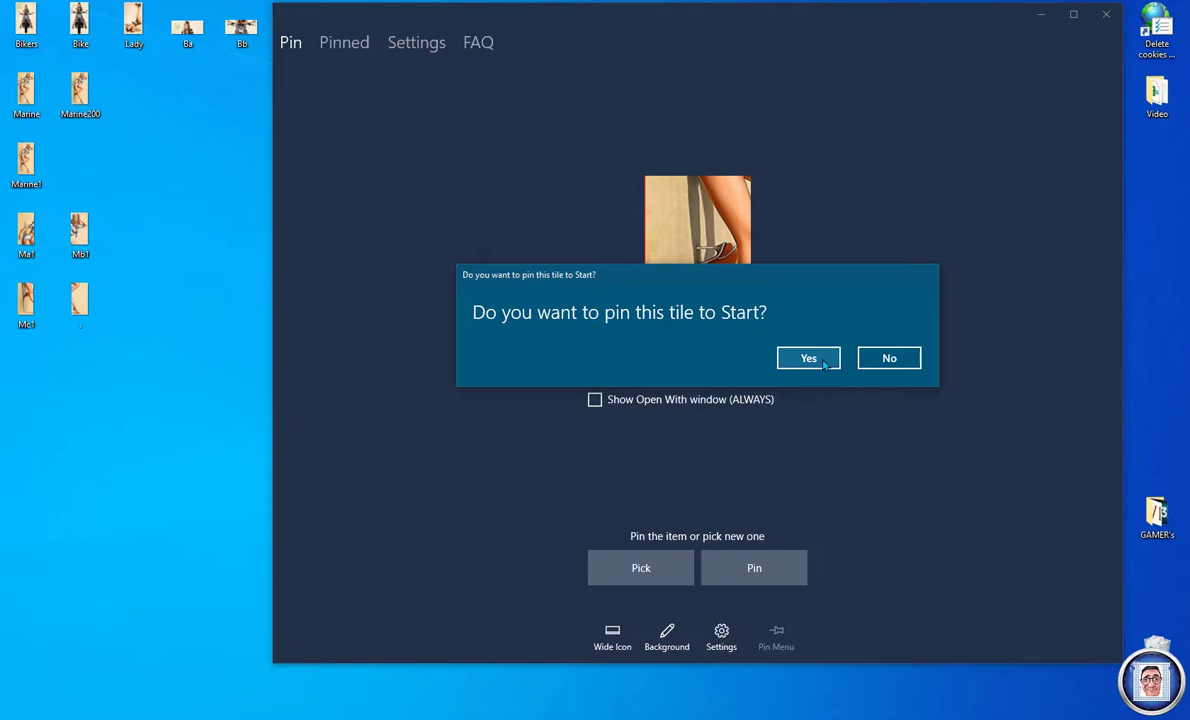 Bikers
Bike
Lady
Ba
Bb
Marine
Marine200
Marine1
Ma1
Mb1
Mc1
.
Pin
Pinned
Settings
FAQ
Do you want to pin this tile to Start?
Do you want to pin this tile to Start?
Yes
No
Show Open With window (ALWAYS)
Pin the item or pick new one
Pick
Pin
Wide Icon
Background
Settings
Pin Menu
Delete
cookies ...
Video
GAMER's